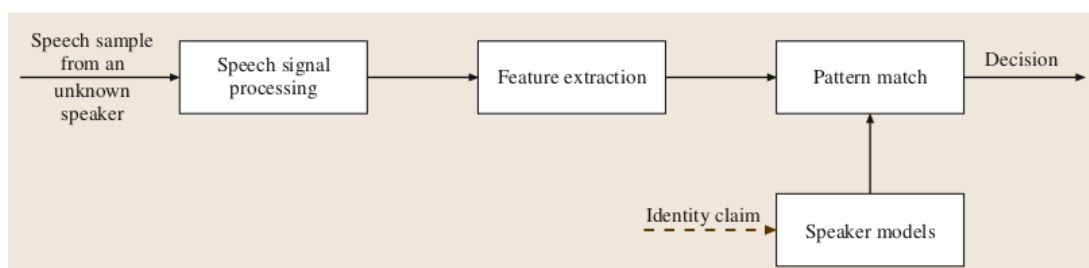 Speech sample
from an
unknown
speaker
Speech signal
processing
Feature extraction
Pattern match
Decision
Identity claim
Speaker models